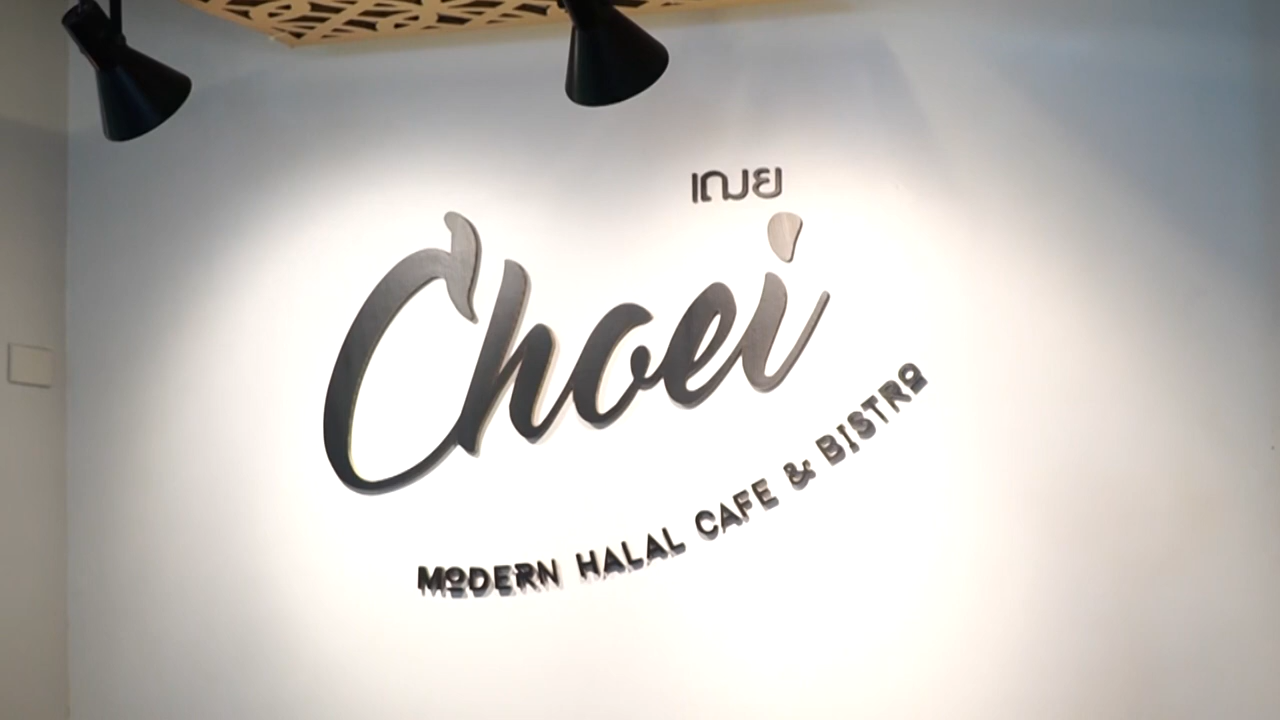 เฌย
Choei
MODERN HALAL CAFE & BISTRO